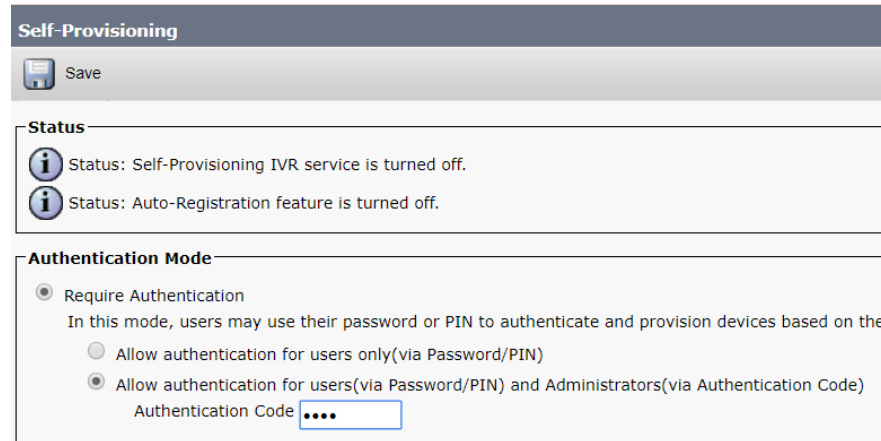 Self-Provisioning
Save
Status
Status: Self-Provisioning IVR service is turned off.
Status: Auto-Registration feature is turned off.
Authentication Mode
Require Authentication
In this mode, users may use their password or PIN to authenticate and provision devices based on the
Allow authentication for users only(via Password/PIN)
Allow authentication for users(via Password/PIN) and Administrators(via Authentication Code)
Authentication Code ••••